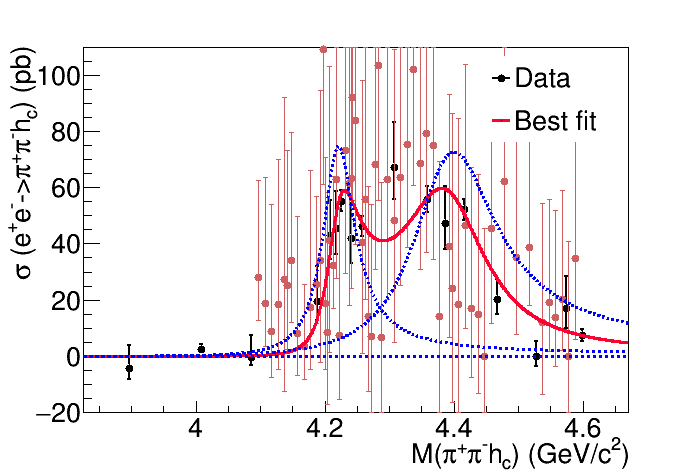 σ (e⁺e⁻->π⁺π⁻h_c) (pb)
100
80
60
40
20
0
−20
Data
Best fit
4
4.2
4.4
4.6
M(π⁺π⁻h_c) (GeV/c²)